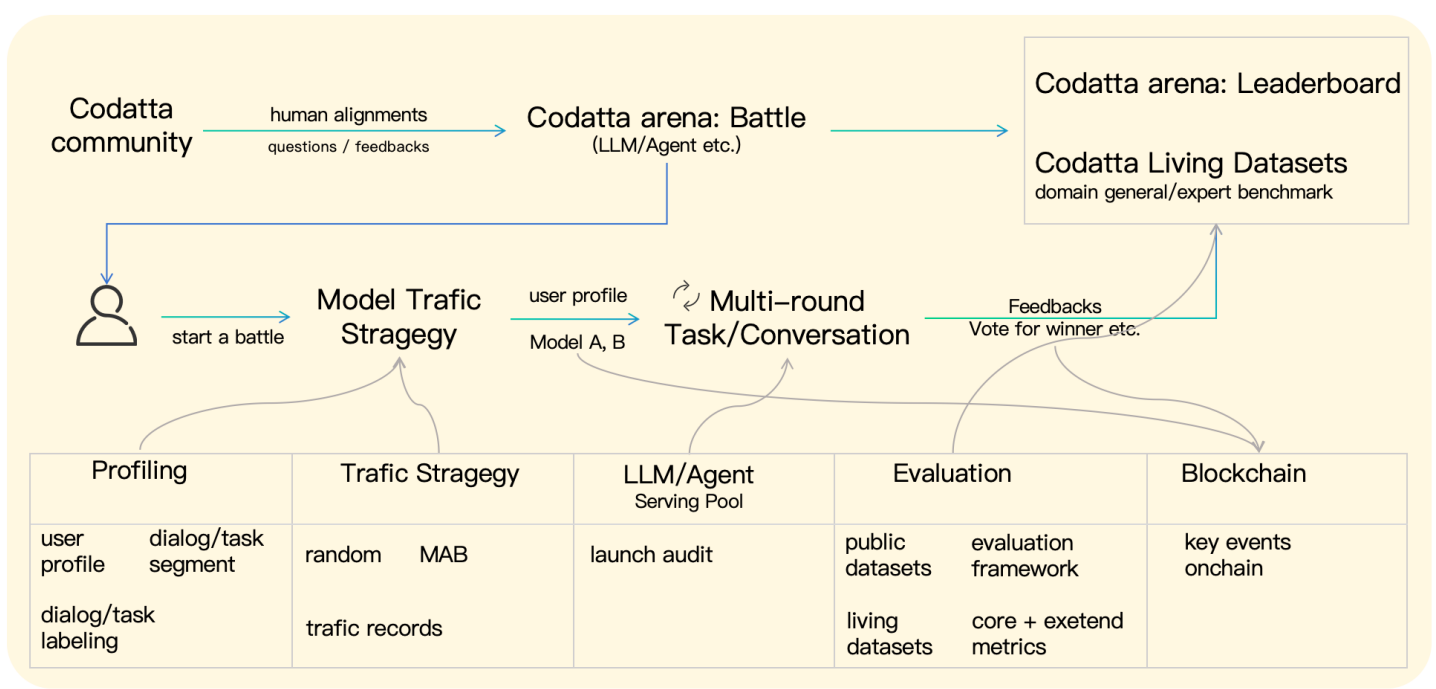 Codatta
community
human alignments
questions / feedbacks
Codatta arena: Battle
(LLM/Agent etc.)
Codatta arena: Leaderboard
Codatta Living Datasets
domain general/expert benchmark
start a battle
Model Trafic
Stragegy
user profile
Model A, B
Multi-round
Task/Conversation
Feedbacks
Vote for winner etc.
Profiling
Trafic Stragegy
LLM/Agent
Serving Pool
Evaluation
Blockchain
user
profile
dialog/task
segment
dialog/task
labeling
random
MAB
trafic records
launch audit
public
datasets
evaluation
framework
living
datasets
core + exetend
metrics
key events
onchain